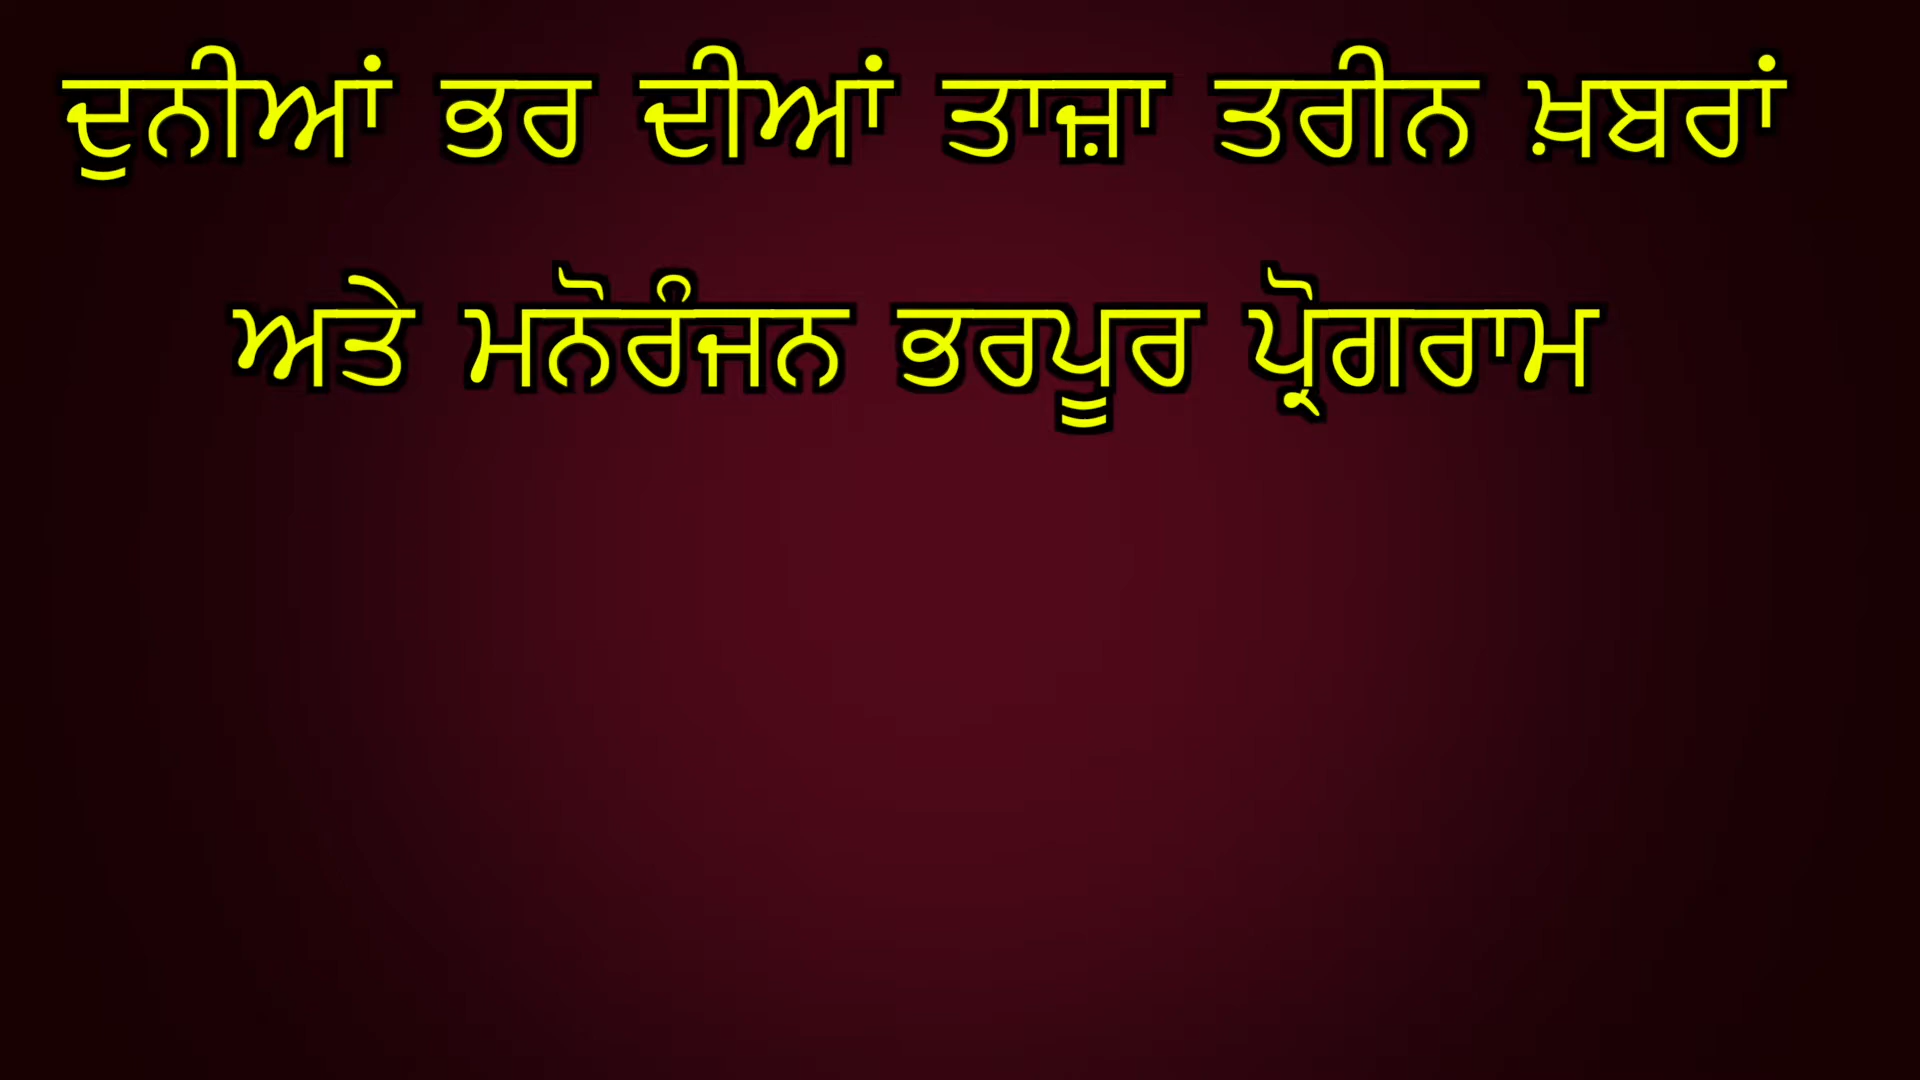 ਦੁਨੀਆਂ ਭਰ ਦੀਆਂ ਤਾਜ਼ਾ ਤਰੀਨ ਖ਼ਬਰਾਂ
ਅਤੇ ਮਨੋਰੰਜਨ ਭਰਪੂਰ ਪ੍ਰੋਗਰਾਮ